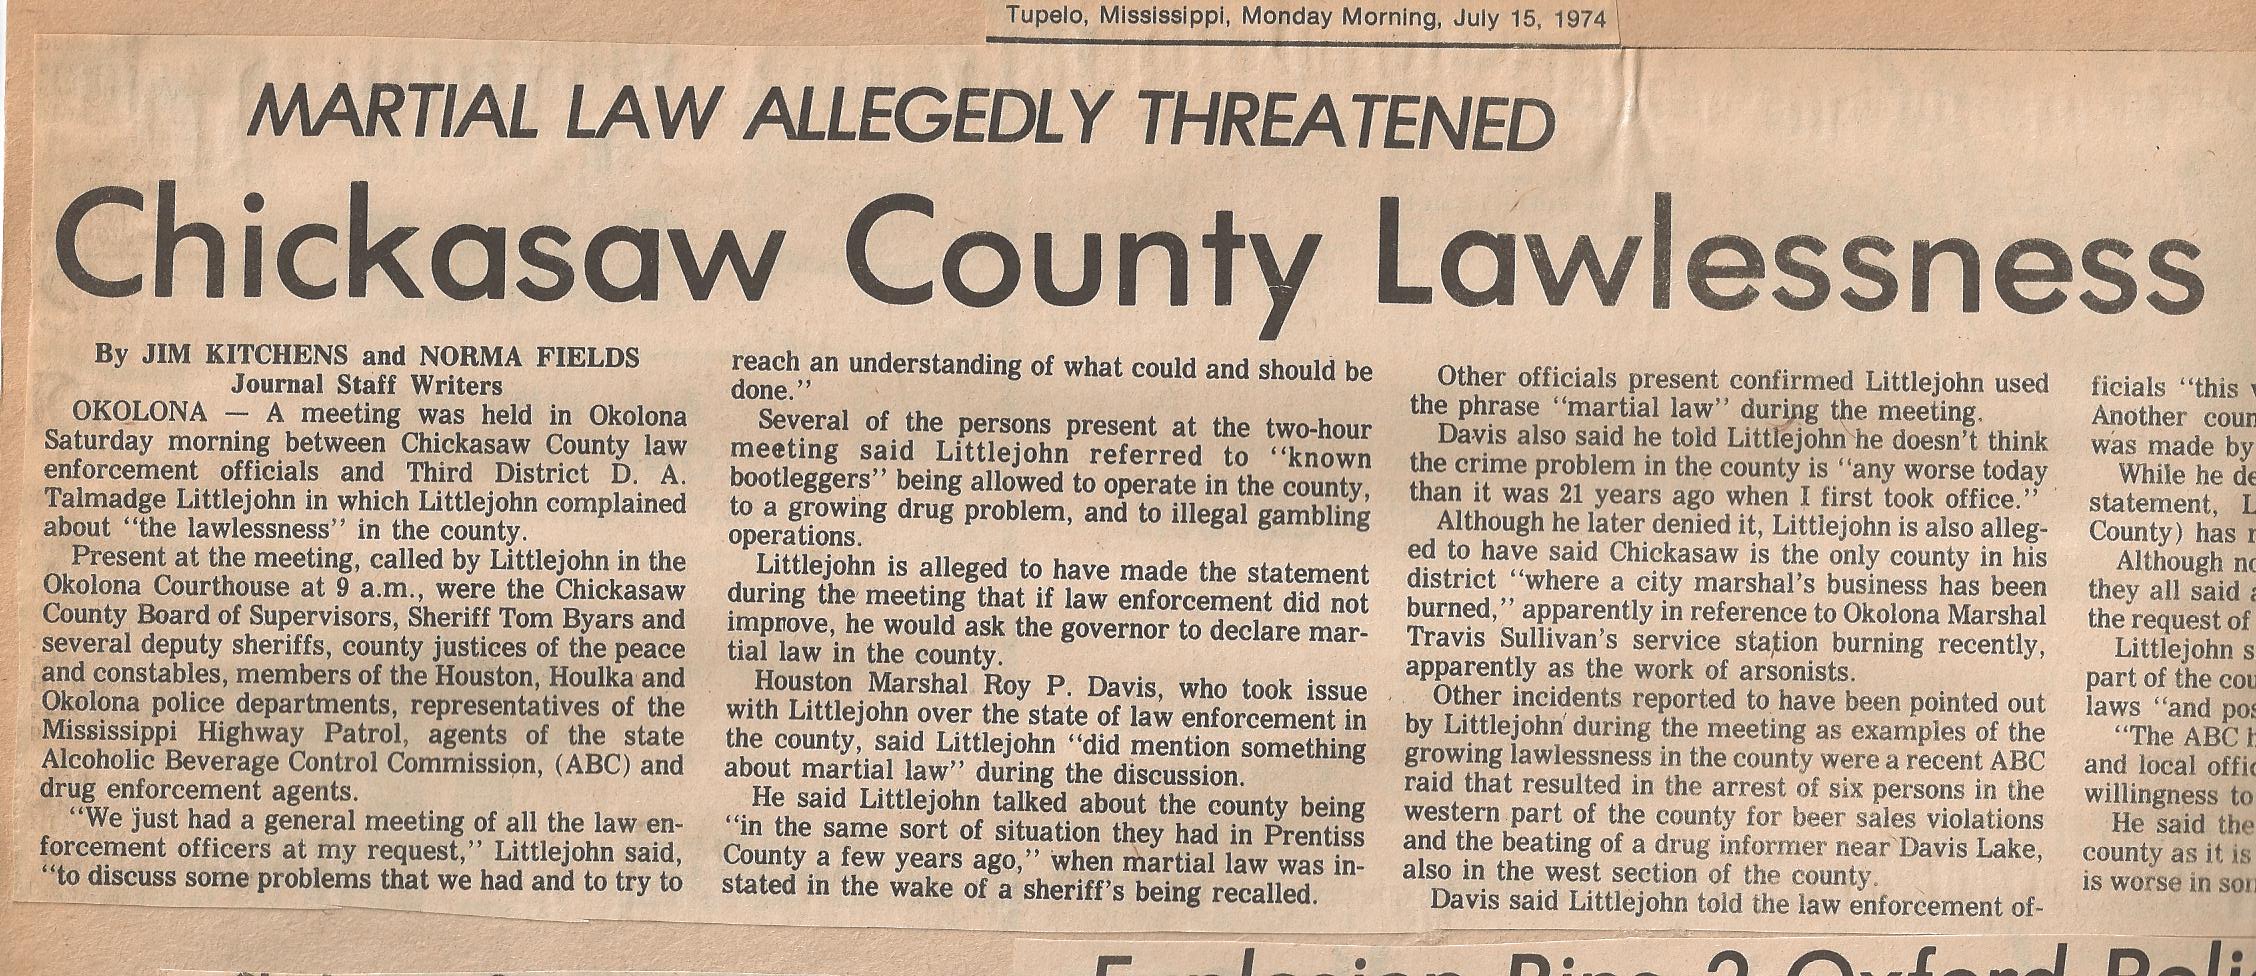 Tupelo, Mississippi, Monday Morning, July 15, 1974
MARTIAL LAW ALLEGEDLY THREATENED
Chickasaw County Lawlessness
By JIM KITCHENS and NORMA FIELDS
Journal Staff Writers
OKOLONA — A meeting was held in Okolona
Saturday morning between Chickasaw County law
enforcement officials and Third District D. A.
Talmadge Littlejohn in which Littlejohn complained
about “the lawlessness” in the county.
Present at the meeting, called by Littlejohn in the
Okolona Courthouse at 9 a.m., were the Chickasaw
County Board of Supervisors, Sheriff Tom Byars and
several deputy sheriffs, county justices of the peace
and constables, members of the Houston, Houlka and
Okolona police departments, representatives of the
Mississippi Highway Patrol, agents of the state
Alcoholic Beverage Control Commission, (ABC) and
drug enforcement agents.
“We just had a general meeting of all the law en-
forcement officers at my request,” Littlejohn said,
“to discuss some problems that we had and to try to
reach an understanding of what could and should be
done.”
Several of the persons present at the two-hour
meeting said Littlejohn referred to “known
bootleggers” being allowed to operate in the county,
to a growing drug problem, and to illegal gambling
operations.
Littlejohn is alleged to have made the statement
during the meeting that if law enforcement did not
improve, he would ask the governor to declare mar-
tial law in the county.
Houston Marshal Roy P. Davis, who took issue
with Littlejohn over the state of law enforcement in
the county, said Littlejohn “did mention something
about martial law” during the discussion.
He said Littlejohn talked about the county being
“in the same sort of situation they had in Prentiss
County a few years ago,” when martial law was in-
stated in the wake of a sheriff’s being recalled.
Other officials present confirmed Littlejohn used
the phrase “martial law” during the meeting.
Davis also said he told Littlejohn he doesn’t think
the crime problem in the county is “any worse today
than it was 21 years ago when I first took office.”
Although he later denied it, Littlejohn is also alleg-
ed to have said Chickasaw is the only county in his
district “where a city marshal’s business has been
burned,” apparently in reference to Okolona Marshal
Travis Sullivan’s service station burning recently,
apparently as the work of arsonists.
Other incidents reported to have been pointed out
by Littlejohn during the meeting as examples of the
growing lawlessness in the county were a recent ABC
raid that resulted in the arrest of six persons in the
western part of the county for beer sales violations
and the beating of a drug informer near Davis Lake,
also in the west section of the county.
Davis said Littlejohn told the law enforcement of-
ficials “this
Another coun
was made by
While he de
statement, L
County) has
Although no
they all said
the request of
Littlejohn s
part of the cou
laws “and pos
“The ABC
and local offic
willingness to
He said the
county as it is
is worse in som
2 Oxford